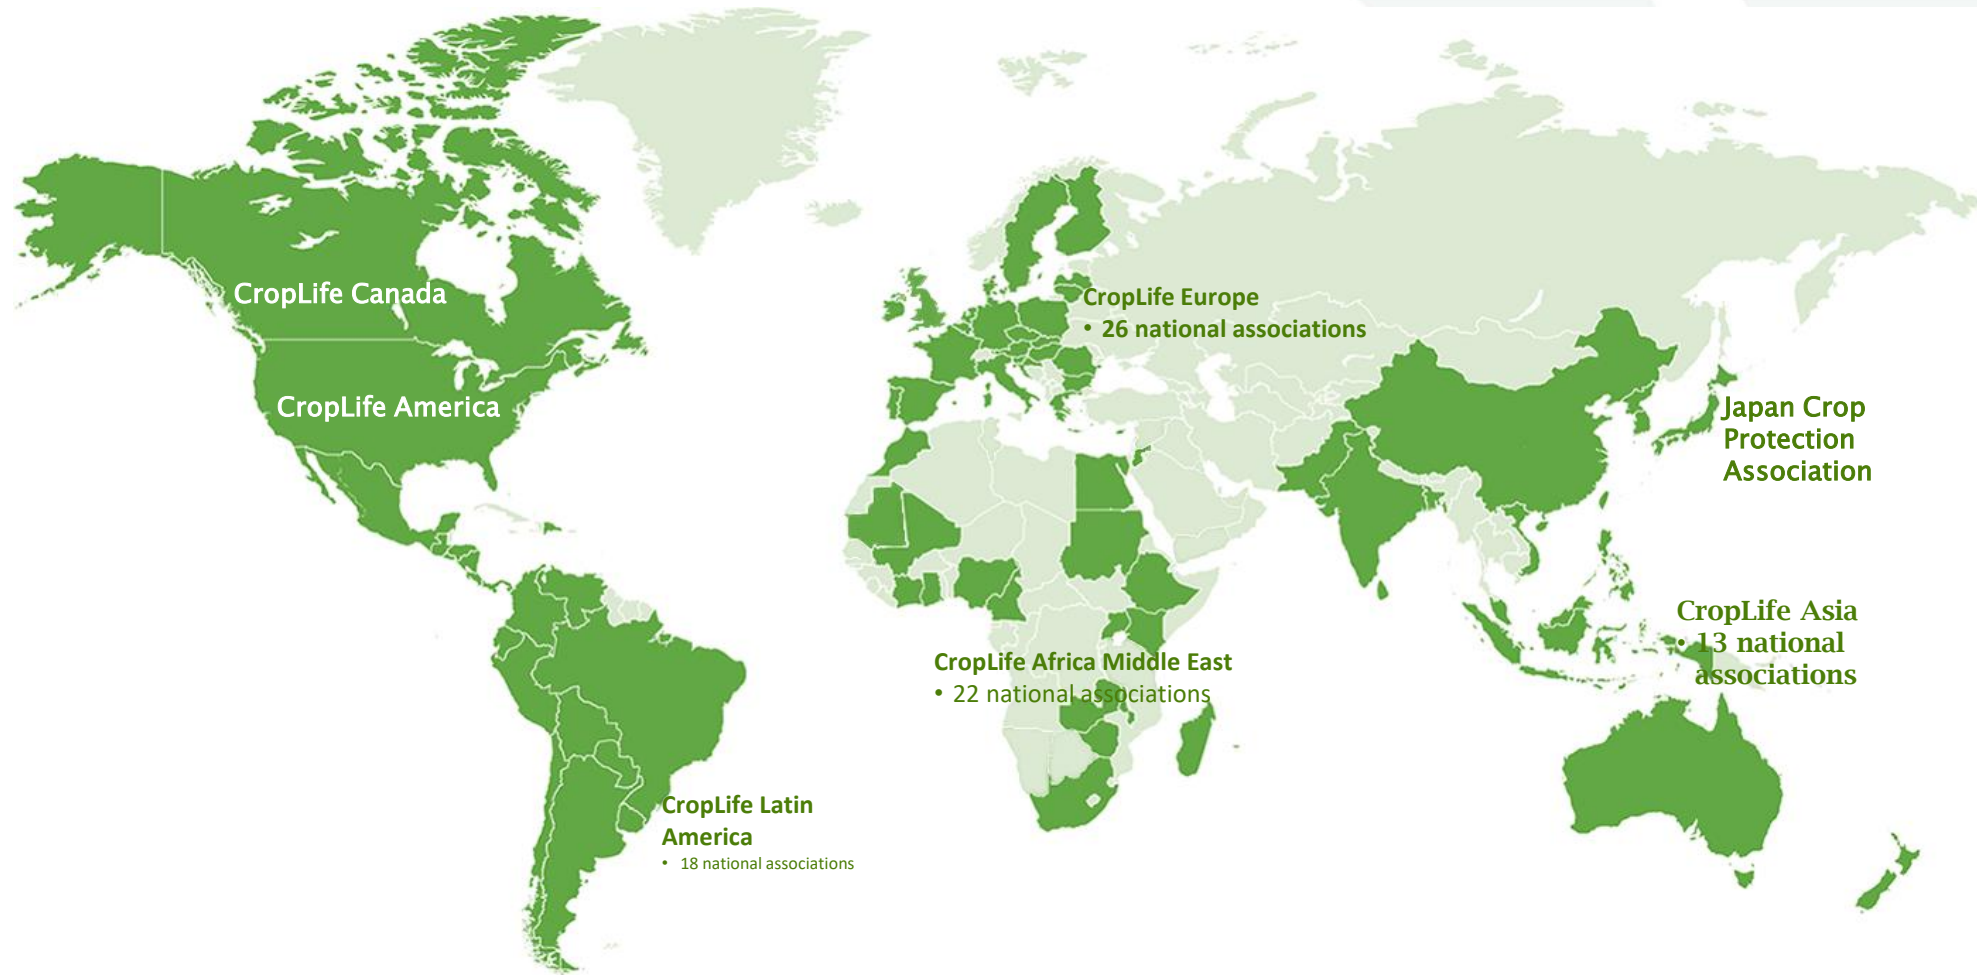 CropLife Canada
CropLife America
CropLife Europe
• 26 national associations
Japan Crop
Protection
Association
CropLife Asia
• 13 national
associations
CropLife Africa Middle East
• 22 national associations
CropLife Latin
America
• 18 national associations